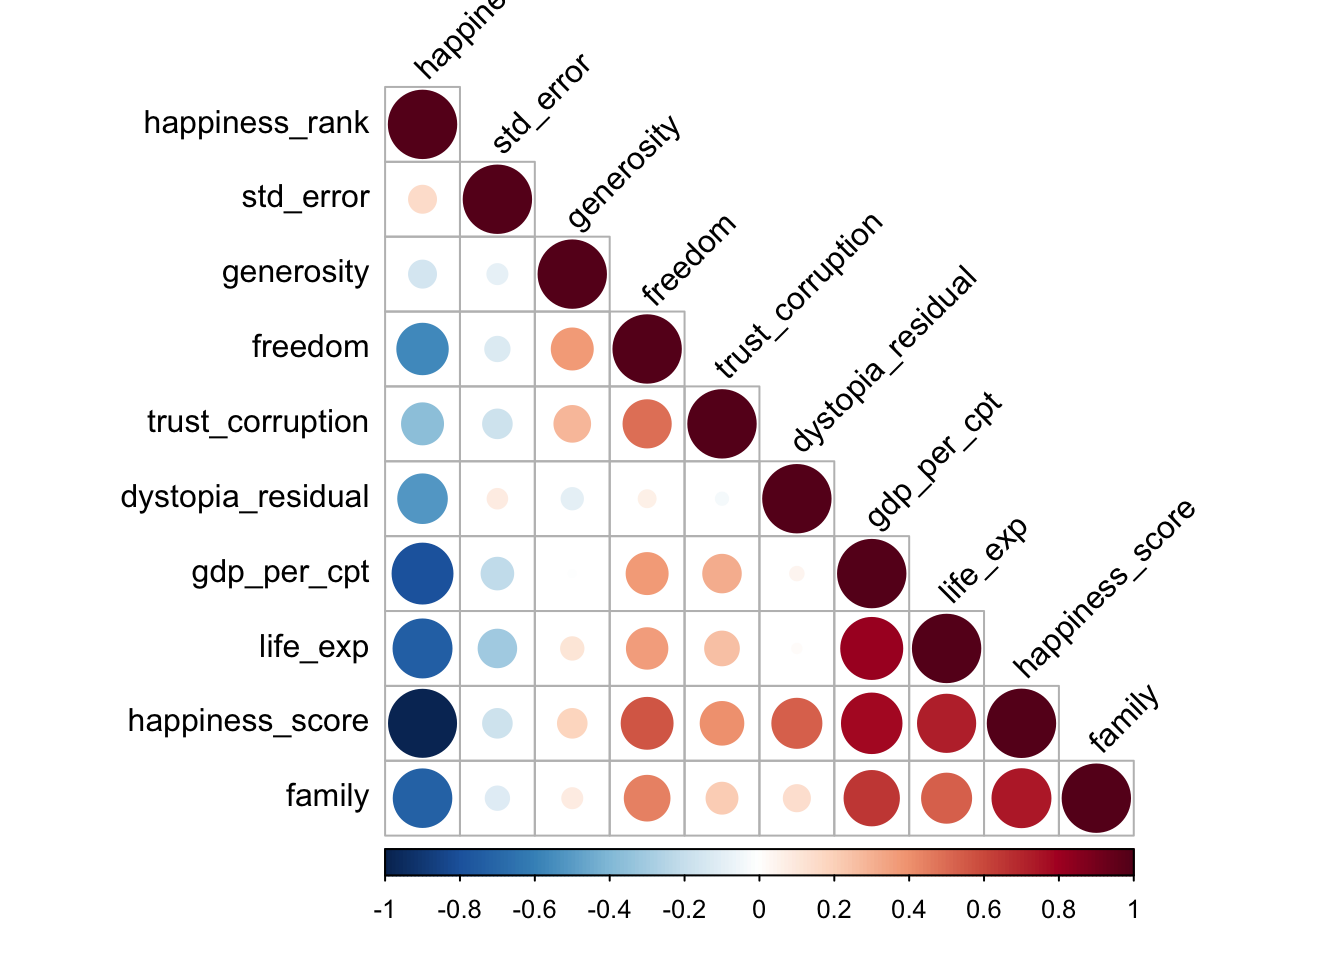 happine
std_error
generosity
freedom
trust_corruption
dystopia_residual
gdp_per_cpt
life_exp
happiness_score
family
happiness_rank
std_error
generosity
freedom
trust_corruption
dystopia_residual
gdp_per_cpt
life_exp
happiness_score
family
-1 -0.8 -0.6 -0.4 -0.2 0 0.2 0.4 0.6 0.8 1